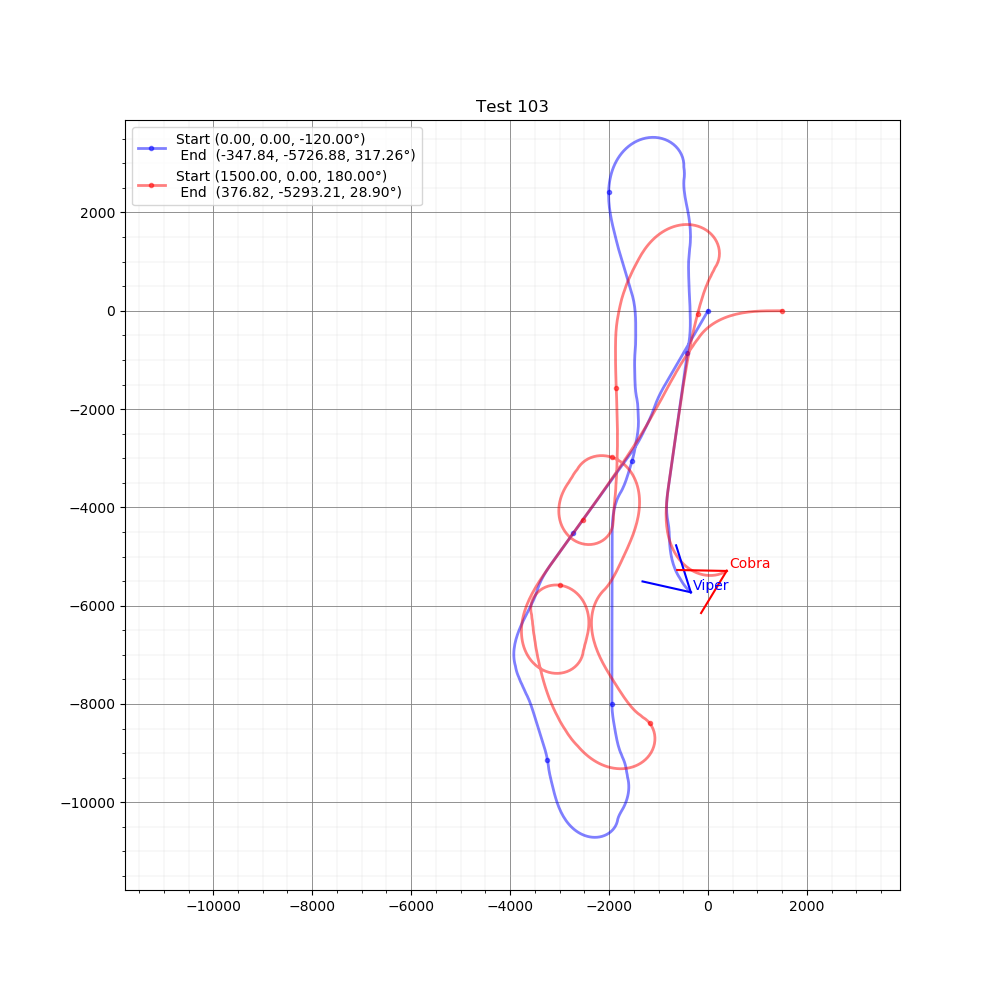 Test 103
Start (0.00, 0.00, -120.00°)
End (-347.84, -5726.88, 317.26°)
Start (1500.00, 0.00, 180.00°)
End (376.82, -5293.21, 28.90°)
2000
0
−2000
−4000
−6000
−8000
−10000
Cobra
Viper
−10000
−8000
−6000
−4000
−2000
0
2000